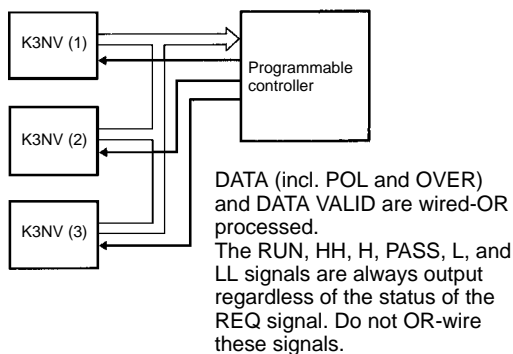 K3NV (1)
Programmable
controller
K3NV (2)
K3NV (3)
DATA (incl. POL and OVER)
and DATA VALID are wired-OR
processed.
The RUN, HH, H, PASS, L, and
LL signals are always output
regardless of the status of the
REQ signal. Do not OR-wire
these signals.